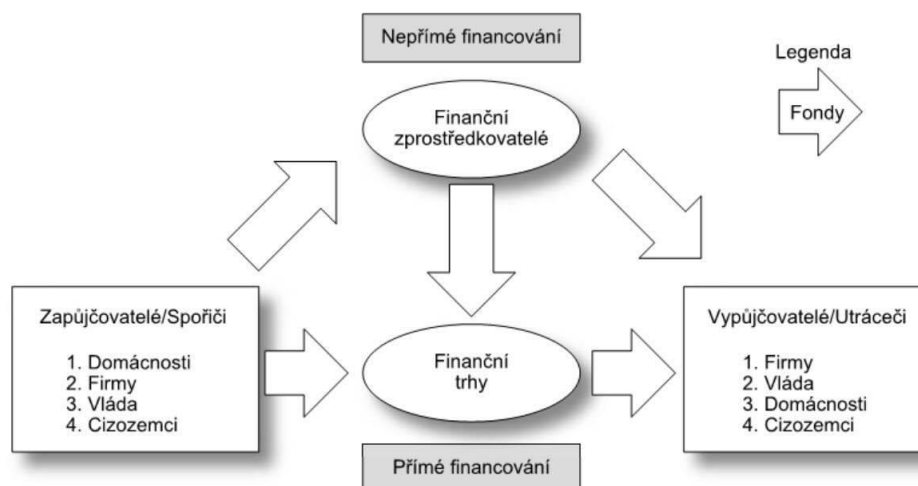 Nepřímé financování
Legenda
Fondy
Finanční
zprostředkovatelé
Zapůjčovatelé/Spořiči
1. Domácnosti
2. Firmy
3. Vláda
4. Cizozemci
Finanční
trhy
Vypůjčovatelé/Utráceči
1. Firmy
2. Vláda
3. Domácnosti
4. Cizozemci
Přímé financování